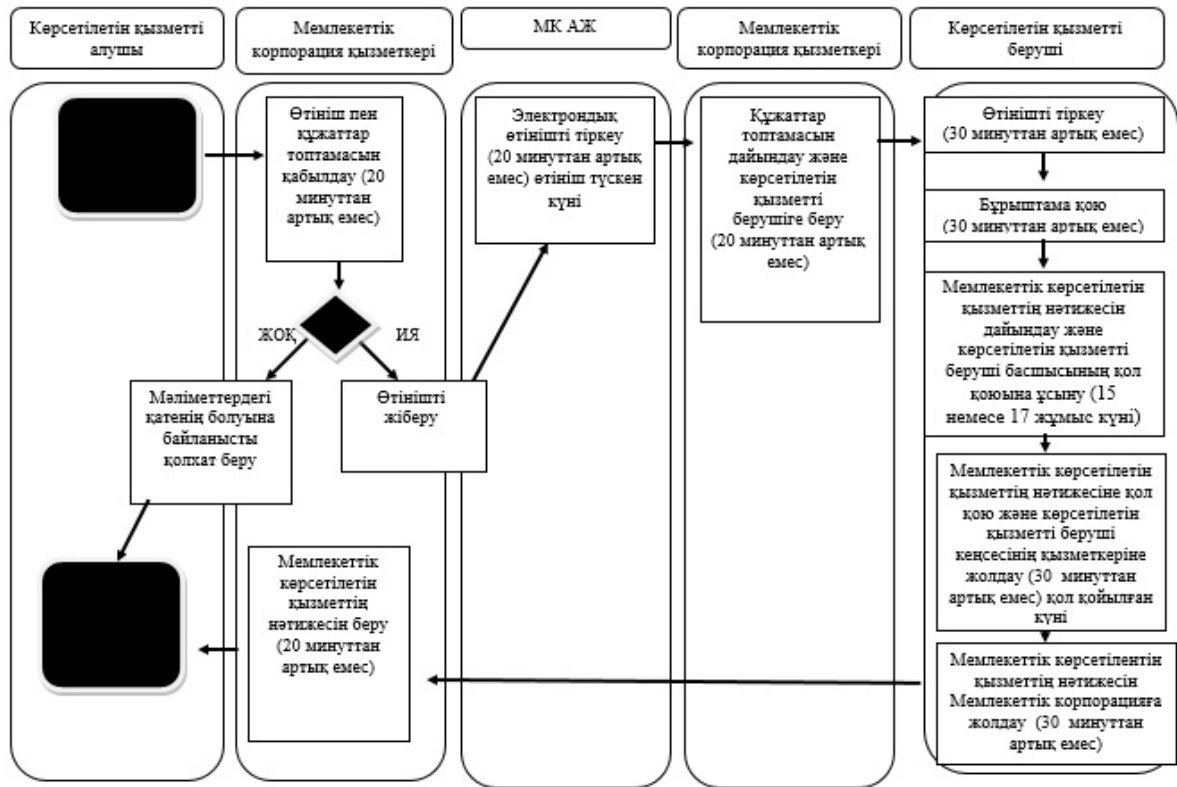 Көрсетілетін қызметті
алушы
Мемлекеттік
корпорация қызметкері
МК АЖ
Мемлекеттік
корпорация қызметкері
Көрсетілетін қызметті
беруші
Өтініш пен
құжаттар
топтамасын
қабылдау (20
минуттан
артық емес)
ЖОҚ
ИЯ
Мәліметтердегі
қатенің болуына
байланысты
қолхат беру
Өтінішті
жіберу
Мемлекеттік
көрсетілетін
қызметтің
нәтижесін беру
(20 минуттан
артық емес)
Электрондық
өтінішті тіркеу
(20 минуттан артық
емес) өтініш түскен
күні
Құжаттар
топтамасын
дайындау және
көрсетілетін
қызметті
берушіге беру
(20 минуттан артық
емес)
Өтінішті тіркеу
(30 минуттан артық емес)
Бұрыштама қою
(30 минуттан артық емес)
Мемлекеттік көрсетілетін
қызметтің нәтижесін
дайындау және
көрсетілетін қызметті
беруші басшысының қол
қоюына ұсыну (15
немесе 17 жұмыс күні)
Мемлекеттік көрсетілетін
қызметтің нәтижесіне қол
қою және көрсетілетін
қызметті беруші
кеңсесінің қызметкеріне
жолдау (30 минуттан
артық емес) қол қойылған
күні
Мемлекеттік көрсетілентін
қызметтің нәтижесін
Мемлекеттік корпорацияға
жолдау (30 минуттан
артық емес)